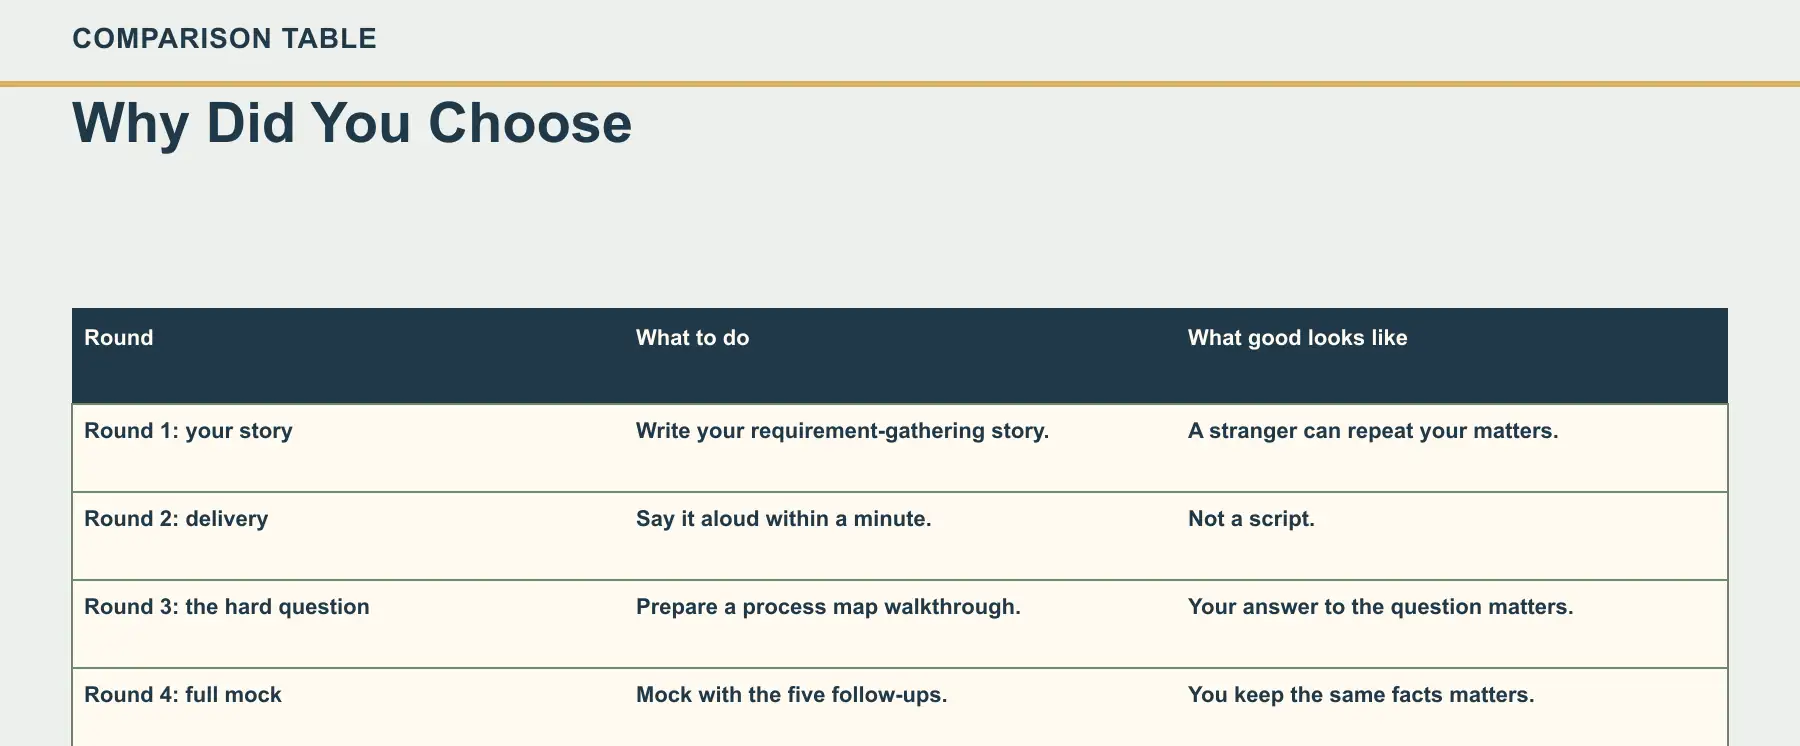 COMPARISON TABLE
Why Did You Choose
Round What to do What good looks like
Round 1: your story Write your requirement-gathering story. A stranger can repeat your matters.
Round 2: delivery Say it aloud within a minute. Not a script.
Round 3: the hard question Prepare a process map walkthrough. Your answer to the question matters.
Round 4: full mock Mock with the five follow-ups. You keep the same facts matters.